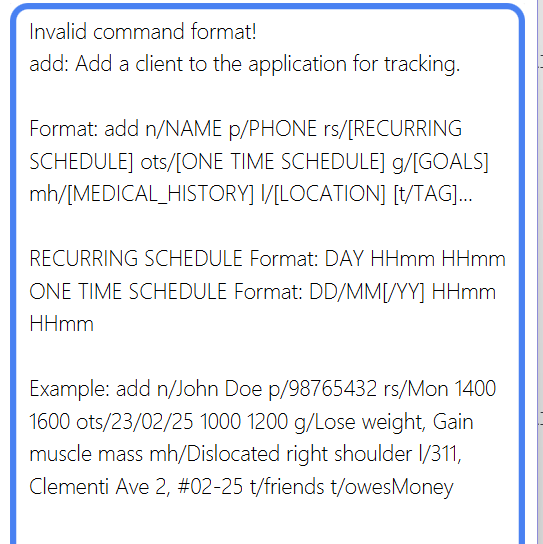 Invalid command format!
add: Add a client to the application for tracking.
Format: add n/NAME p/PHONE rs/[RECURRING
SCHEDULE] ots/[ONE TIME SCHEDULE] g/[GOALS]
mh/[MEDICAL_HISTORY] l/[LOCATION] [t/TAG]...
RECURRING SCHEDULE Format: DAY HHmm HHmm
ONE TIME SCHEDULE Format: DD/MM[/YY] HHmm
HHmm
Example: add n/John Doe p/98765432 rs/Mon 1400
1600 ots/23/02/25 1000 1200 g/Lose weight, Gain
muscle mass mh/Dislocated right shoulder l/311,
Clementi Ave 2, #02-25 t/friends t/owesMoney